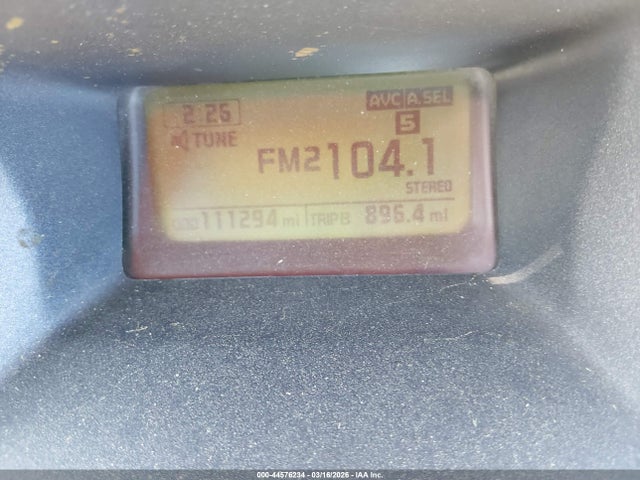 2:26
AVC A.SEL
TUNE
5
FM2 104.1
STEREO
ODO 111294 mi TRIP B 896.4 mi
000-44576234 - 03/16/2026 - IAA Inc.